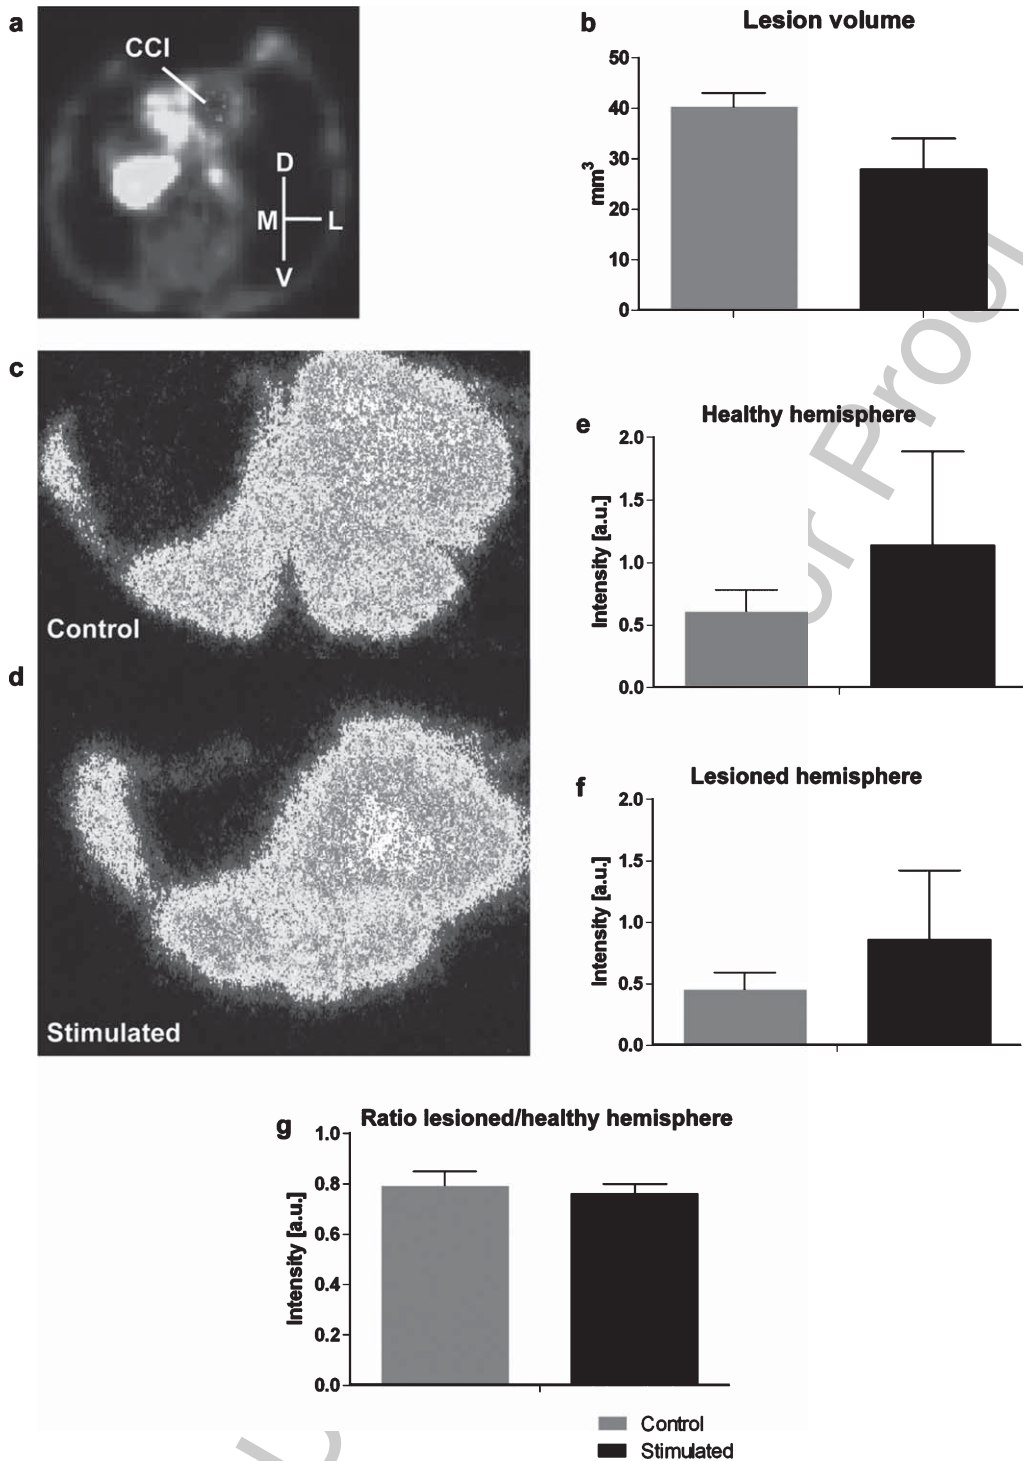 a
CCI
D
M L
V
b
Lesion volume
50
40
30
20
10
0
mm³
c
Control
d
Stimulated
e
Healthy hemisphere
2.0
1.5
1.0
0.5
0.0
Intensity [a.u.]
f
Lesioned hemisphere
2.0
1.5
1.0
0.5
0.0
Intensity [a.u.]
g
Ratio lesioned/healthy hemisphere
1.0
0.8
0.6
0.4
0.2
0.0
Intensity [a.u.]
Control
Stimulated
or Proof